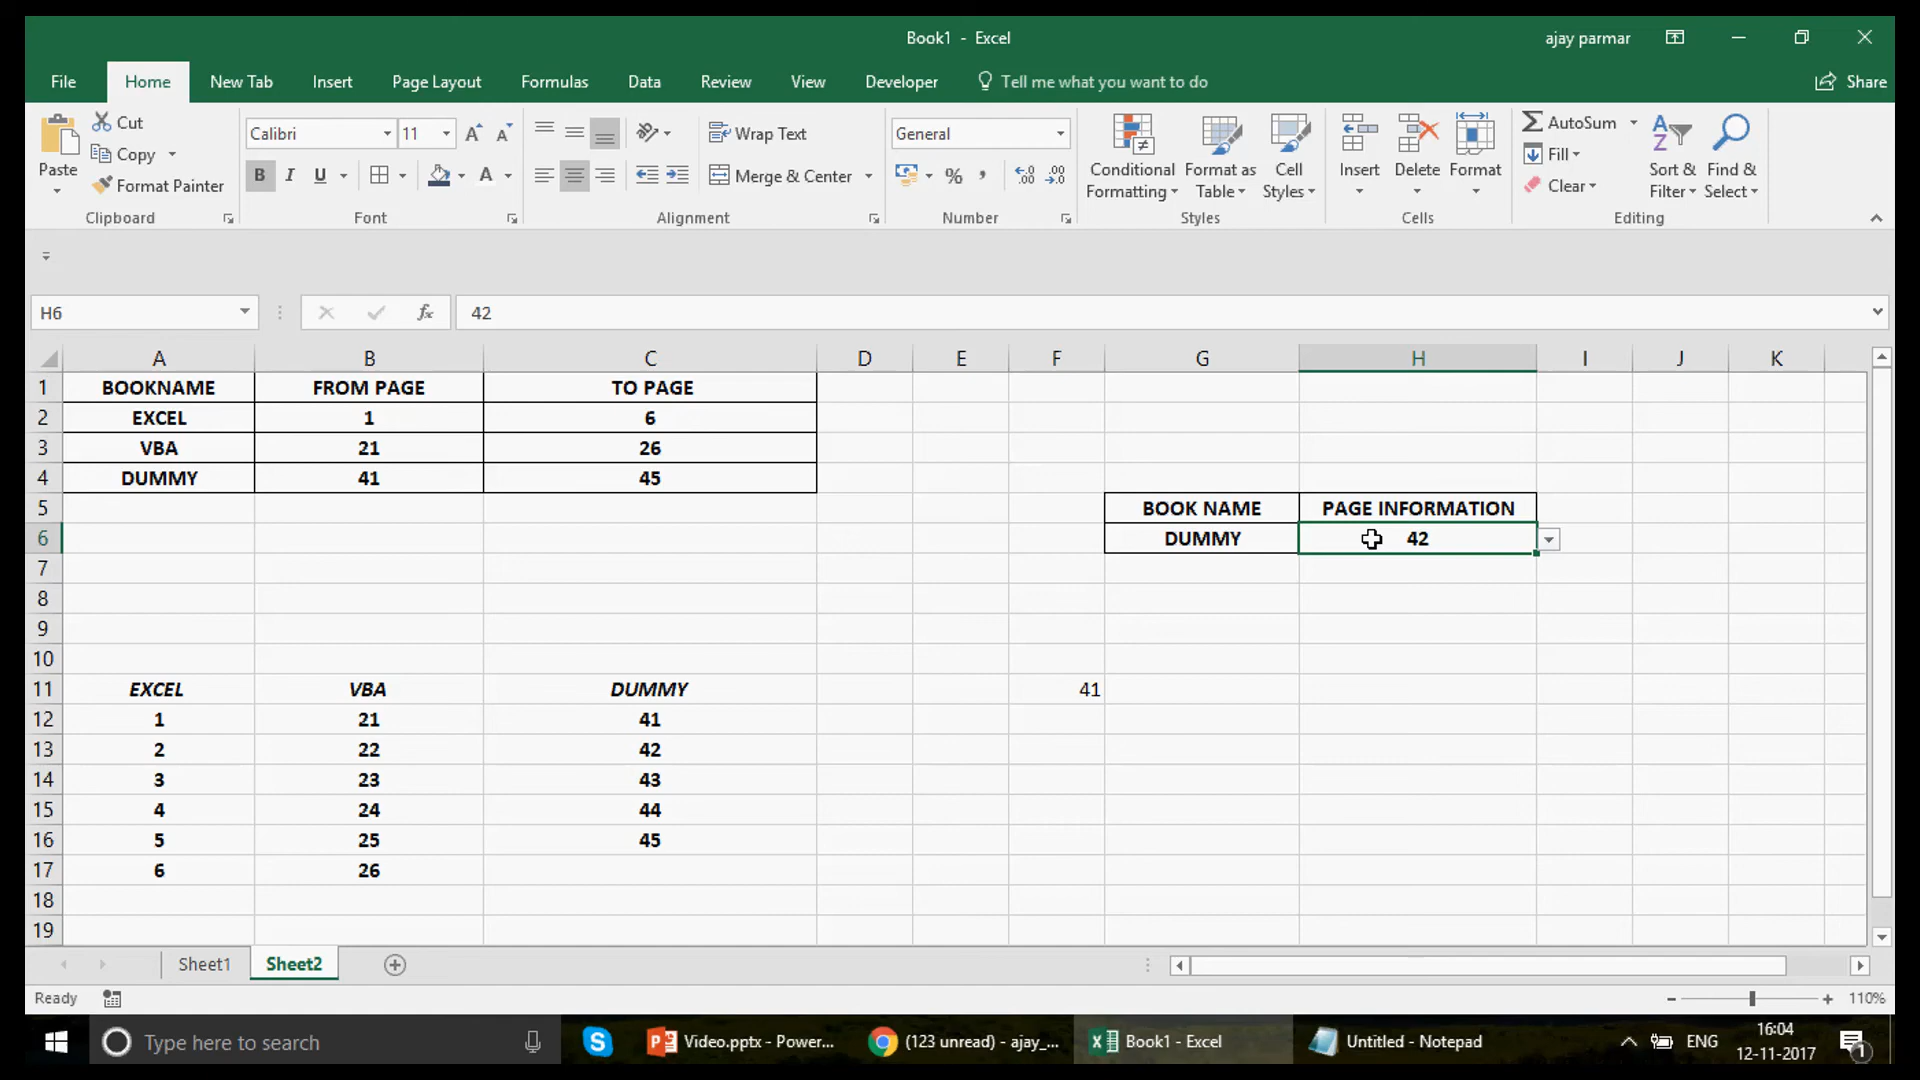 Book1 - Excel
ajay parmar
File Home New Tab Insert Page Layout Formulas Data Review View Developer Tell me what you want to do Share
Paste
Cut
Copy
Format Painter
Clipboard
Calibri 11
B I U
Font
Wrap Text
Merge & Center
Alignment
General
Number
Conditional Formatting
Format as Table
Cell Styles
Styles
Insert
Delete
Format
Cells
AutoSum
Fill
Clear
Sort & Filter
Find & Select
Editing
H6
fx
42
A B C D E F G H I J K
1 BOOKNAME FROM PAGE TO PAGE
2 EXCEL 1 6
3 VBA 21 26
4 DUMMY 41 45
5 BOOK NAME PAGE INFORMATION
6 DUMMY 42
7
8
9
10
11 EXCEL VBA DUMMY 41
12 1 21 41
13 2 22 42
14 3 23 43
15 4 24 44
16 5 25 45
17 6 26
18
19
Sheet1 Sheet2
Ready
110%
Type here to search
Video.pptx - Power...
(123 unread) - ajay_...
Book1 - Excel
Untitled - Notepad
ENG
16:04
12-11-2017
1